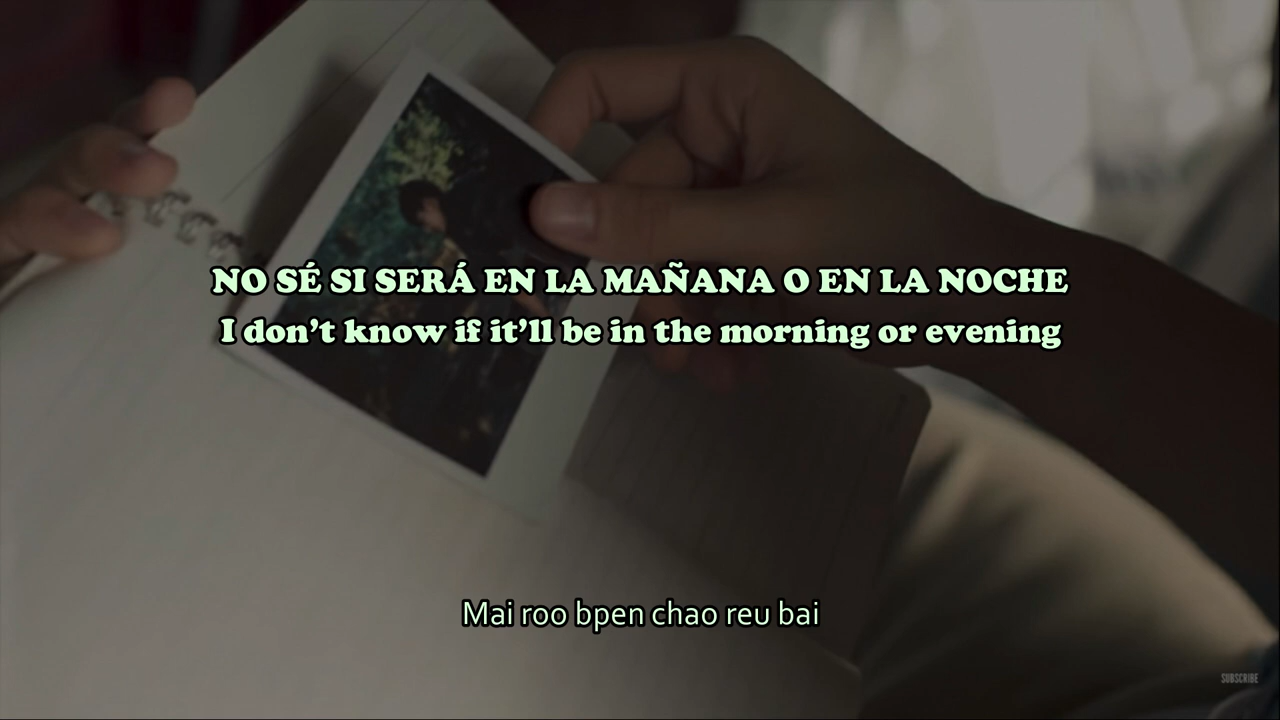 NO SÉ SI SERÁ EN LA MAÑANA O EN LA NOCHE
I don’t know if it’ll be in the morning or evening
Mai roo bpen chao reu bai
SUBSCRIBE